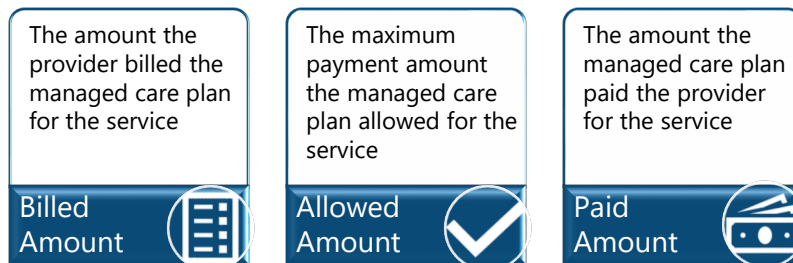 The amount the
provider billed the
managed care plan
for the service
Billed
Amount
The maximum
payment amount
the managed care
plan allowed for the
service
Allowed
Amount
The amount the
managed care plan
paid the provider
for the service
Paid
Amount